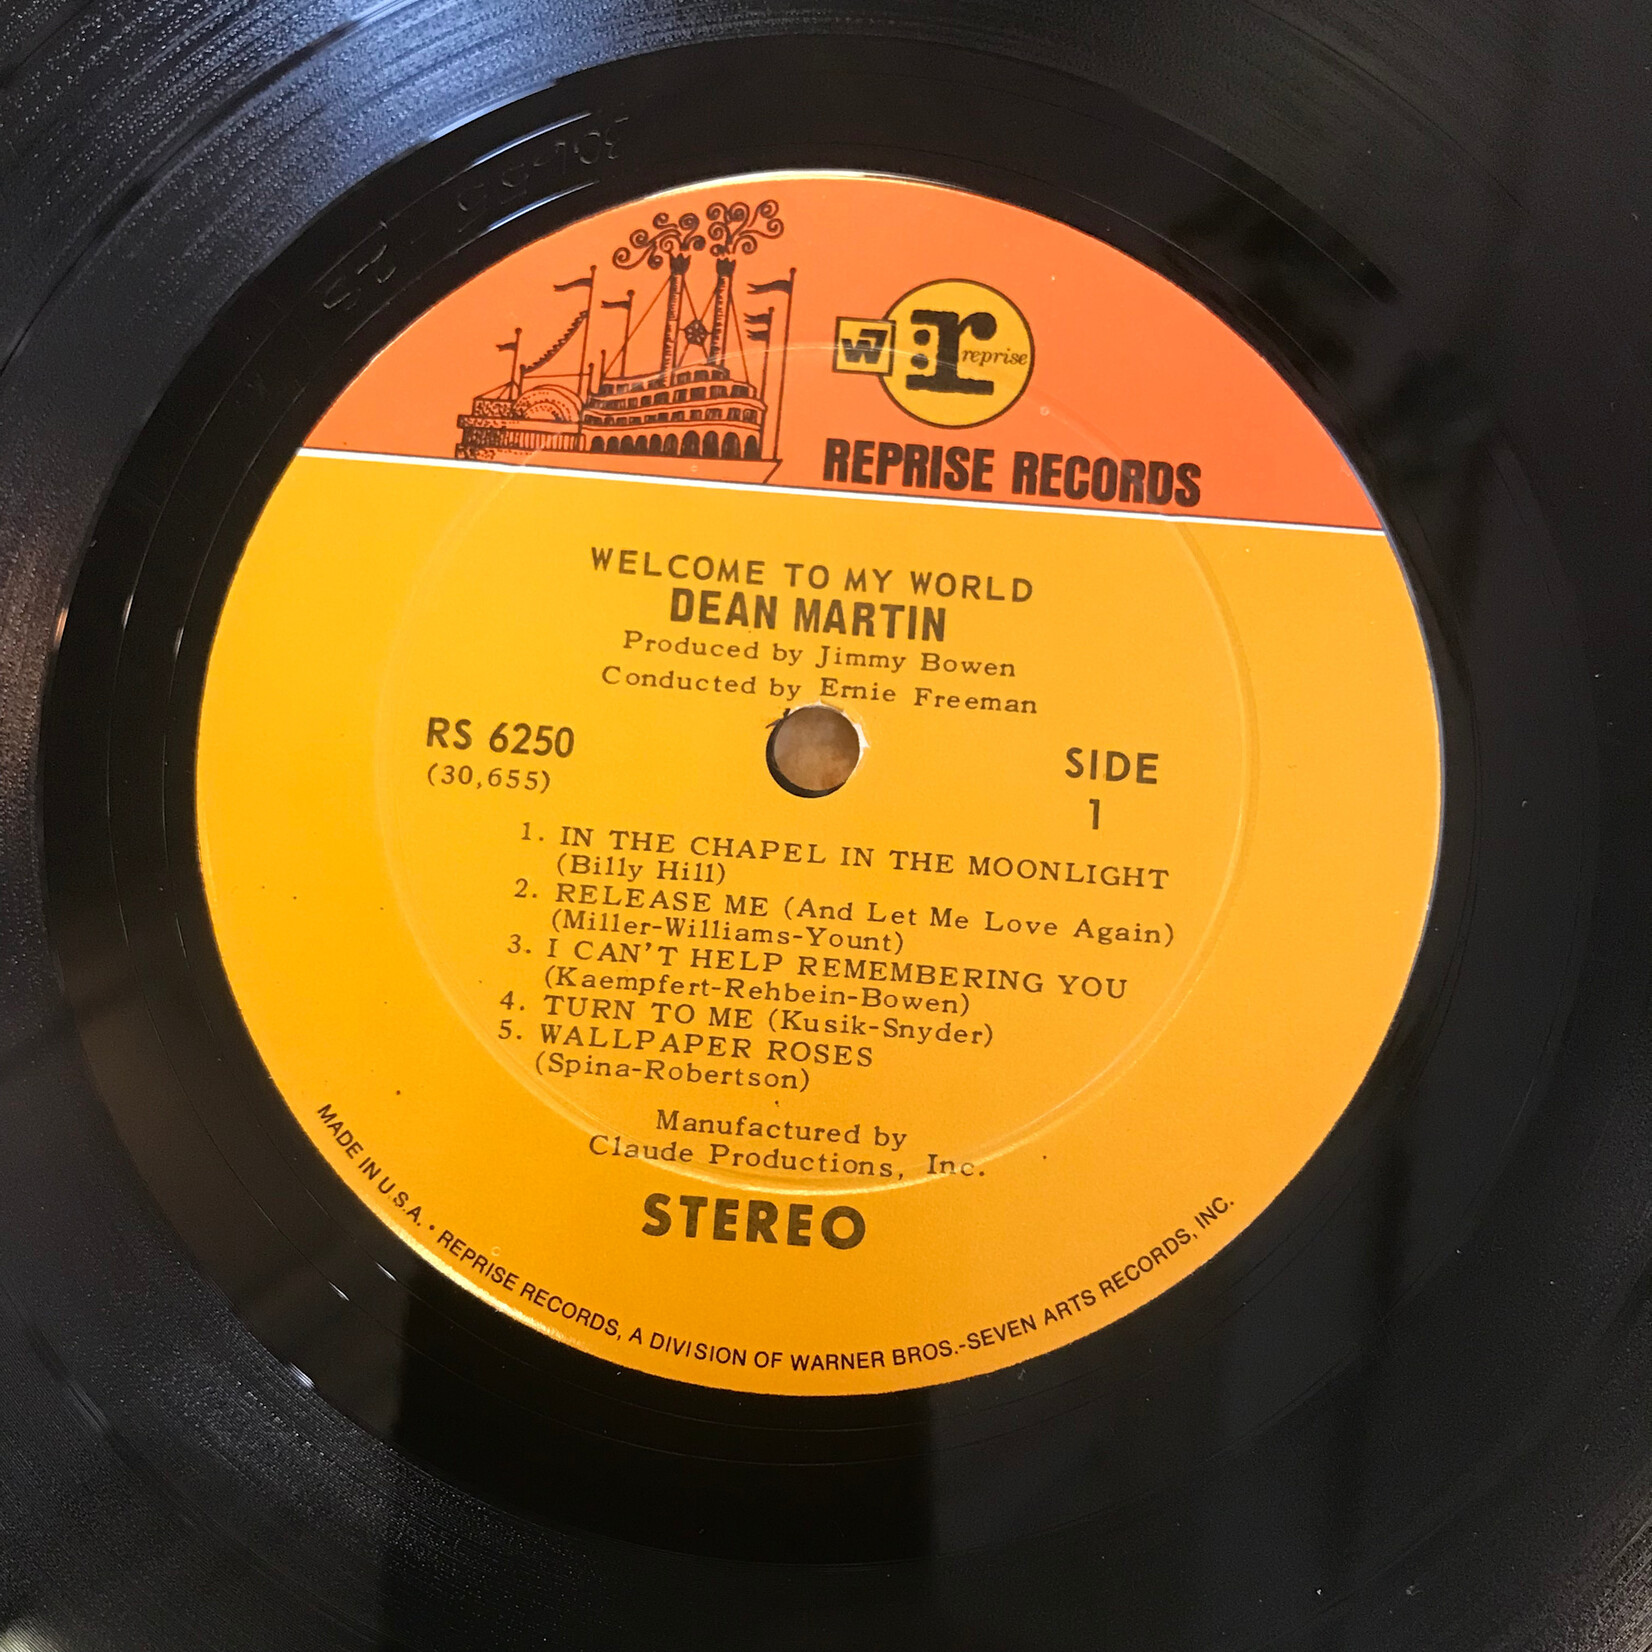 W7
r
reprise
REPRISE RECORDS
WELCOME TO MY WORLD
DEAN MARTIN
Produced by Jimmy Bowen
Conducted by Ernie Freeman
RS 6250
(30,655)
SIDE
1
1. IN THE CHAPEL IN THE MOONLIGHT
(Billy Hill)
2. RELEASE ME (And Let Me Love Again)
(Miller-Williams-Yount)
3. I CAN'T HELP REMEMBERING YOU
(Kaempfert-Rehbein-Bowen)
4. TURN TO ME (Kusik-Snyder)
5. WALLPAPER ROSES
(Spina-Robertson)
Manufactured by
Claude Productions, Inc.
STEREO
MADE IN U.S.A. • REPRISE RECORDS, A DIVISION OF WARNER BROS.-SEVEN ARTS RECORDS, INC.